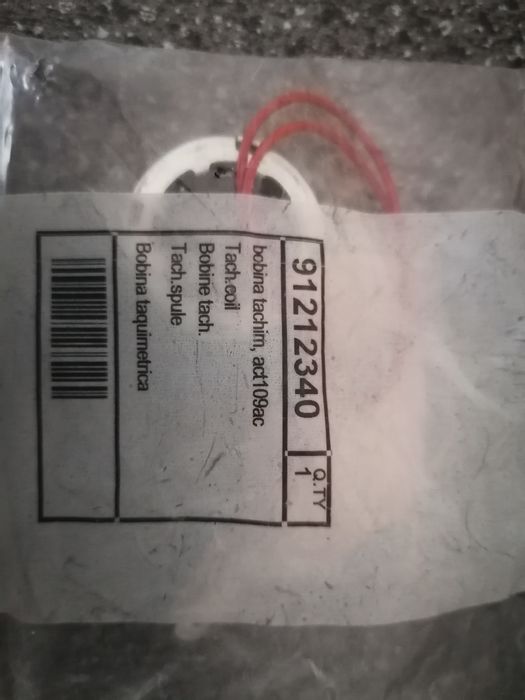 91212340
Q.TY
1
bobina tachim, act109ac
Tach.coil
Bobine tach.
Tach.spule
Bobina taquimetrica